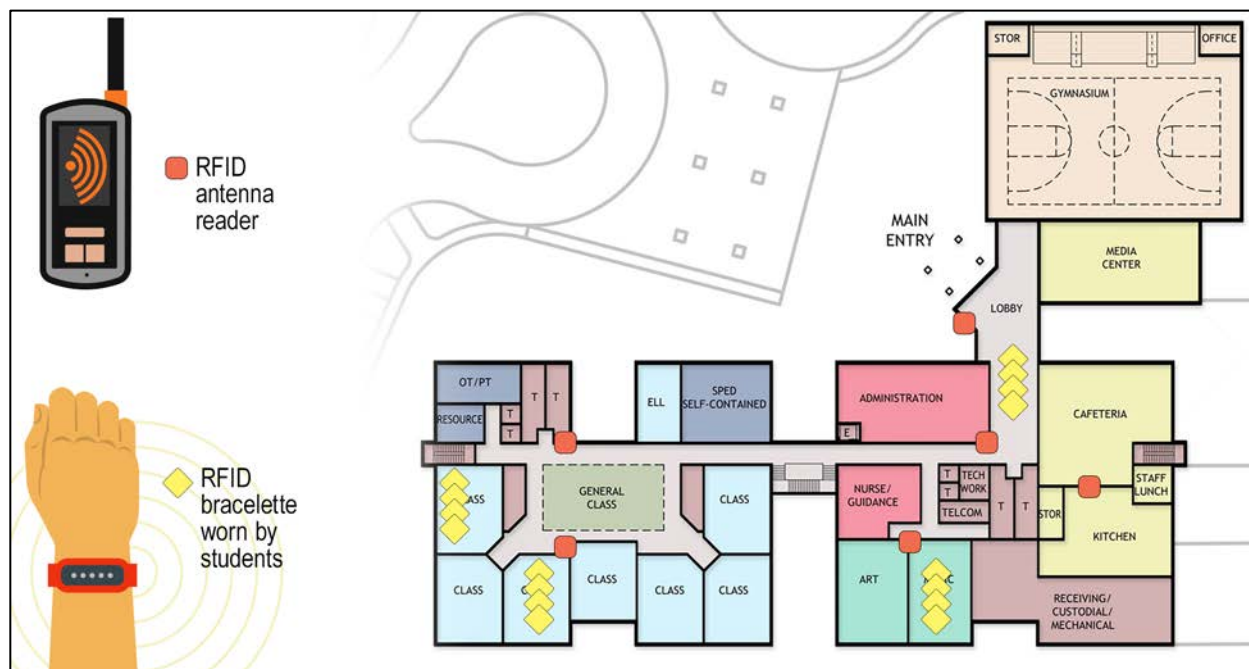 RFID
antenna
reader
RFID
bracelette
worn by
students
STOR
OFFICE
GYMNASIUM
MAIN
ENTRY
MEDIA
CENTER
LOBBY
OT/PT
T
T
RESOURCE
T
T
ELL
SPED
SELF-CONTAINED
ADMINISTRATION
E
CAFETERIA
GENERAL
CLASS
CLASS
NURSE/
GUIDANCE
T
T
TECH
WORK
TELCOM
T
T
STOR
STAFF
LUNCH
KITCHEN
CLASS
CLASS
CLASS
CLASS
ART
RECEIVING/
CUSTODIAL/
MECHANICAL